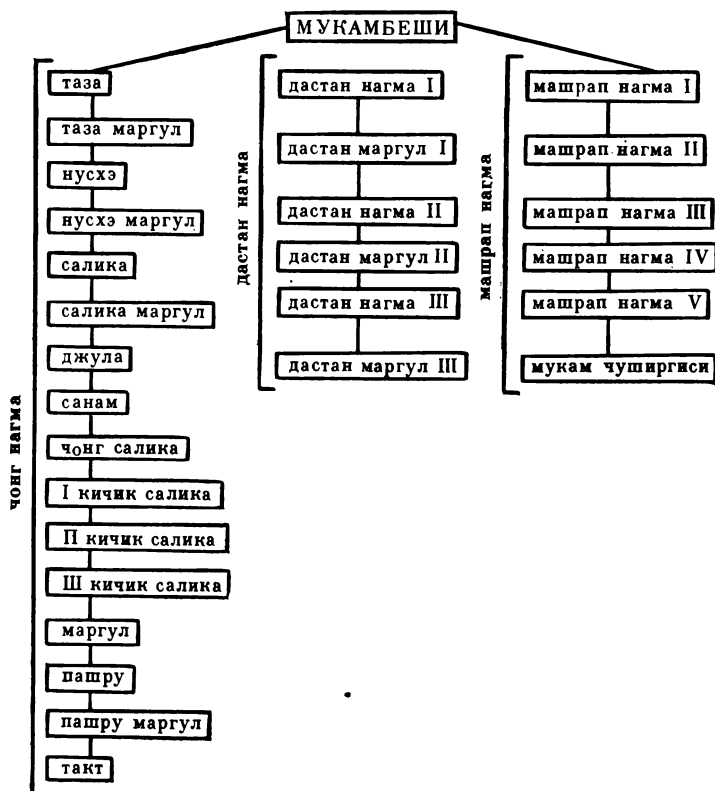 МУКАМБЕШИ
чонг нагма
таза
таза маргул
нусхэ
нусхэ маргул
салика
салика маргул
джула
санам
чонг салика
I кичик салика
П кичик салика
Ш кичик салика
маргул
пашру
пашру маргул
такт
дастан нагма
дастан нагма I
дастан маргул I
дастан нагма II
дастан маргул II
дастан нагма III
дастан маргул III
машрап нагма
машрап нагма I
машрап нагма II
машрап нагма III
машрап нагма IV
машрап нагма V
мукам чуширгиси